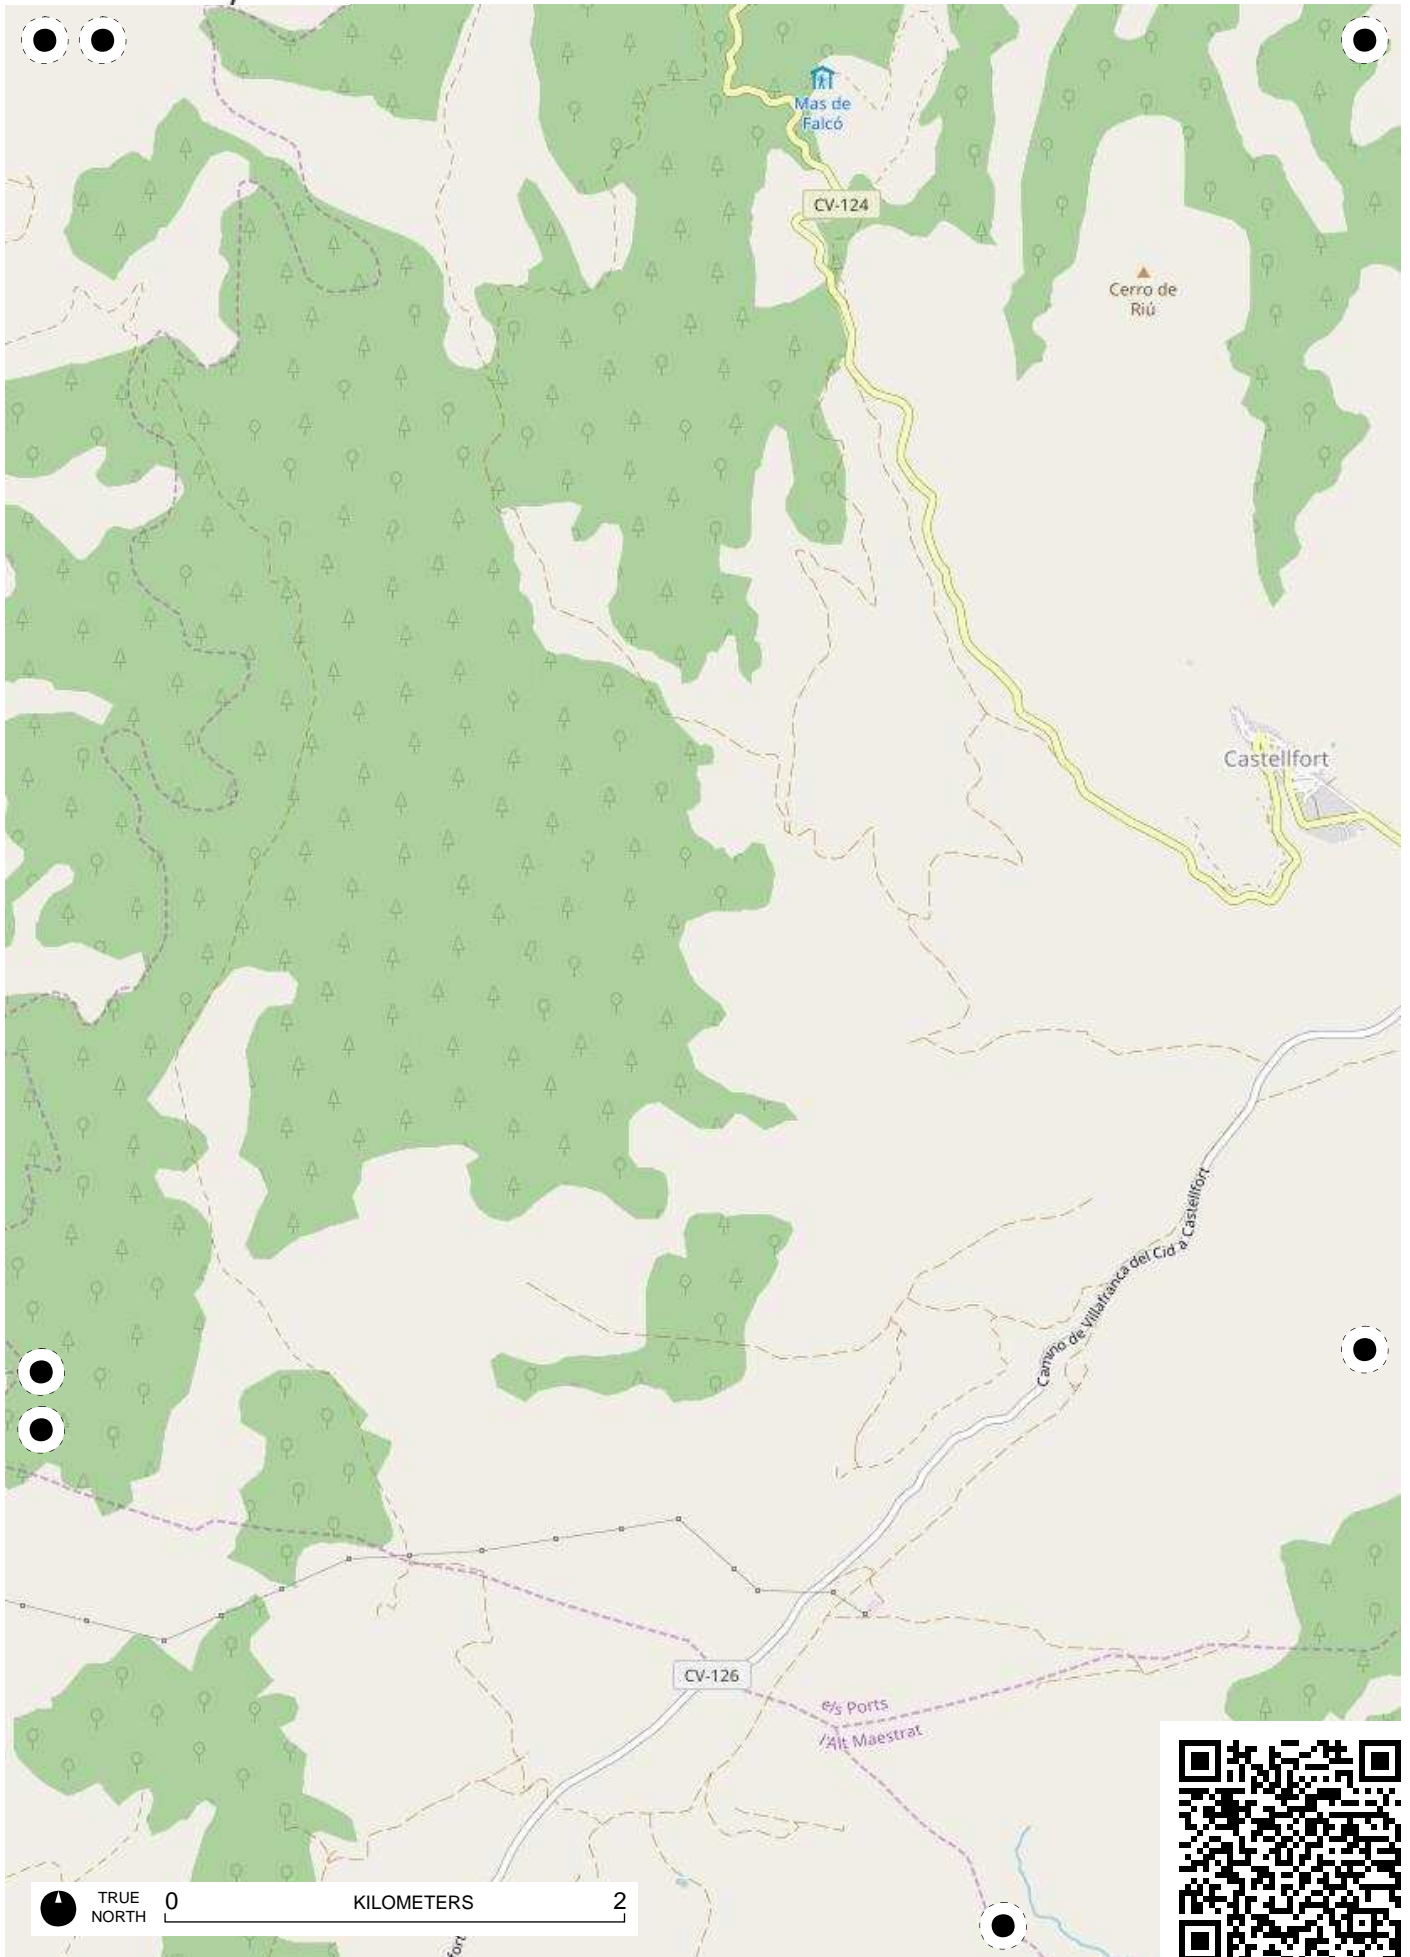 Mas de
Falcó
CV-124
Cerro de
Riú
Castellfort
Camino de Villafranca del Cid a Castellfort
CV-126
els Ports
l'Alt Maestrat
TRUE
NORTH
0
KILOMETERS
2